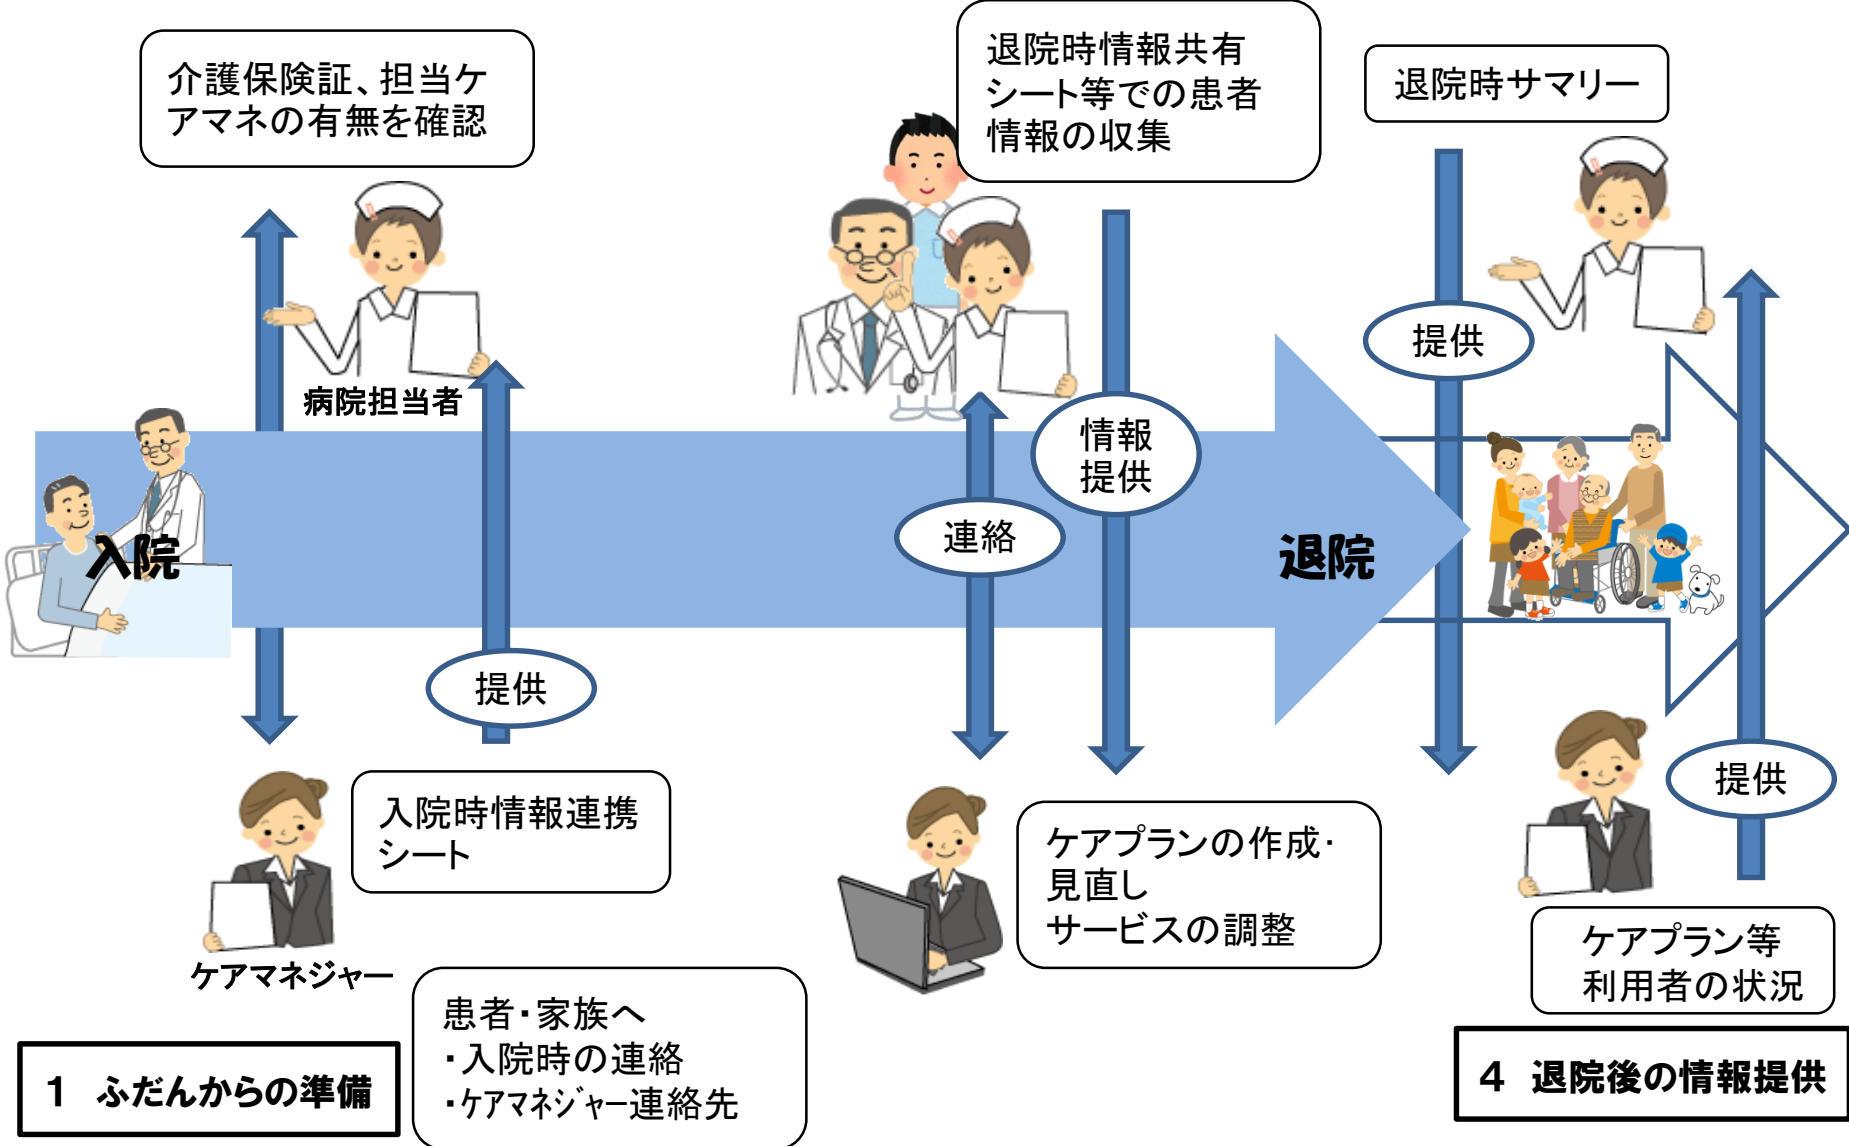 介護保険証、担当ケ
アマネの有無を確認
退院時情報共有
シート等での患者
情報の収集
退院時サマリー
病院担当者
提供
情報
提供
連絡
入院
退院
提供
提供
入院時情報連携
シート
ケアマネジャー
ケアプランの作成・
見直し
サービスの調整
ケアプラン等
利用者の状況
患者・家族へ
・入院時の連絡
・ケアマネジャー連絡先
1 ふだんからの準備
4 退院後の情報提供